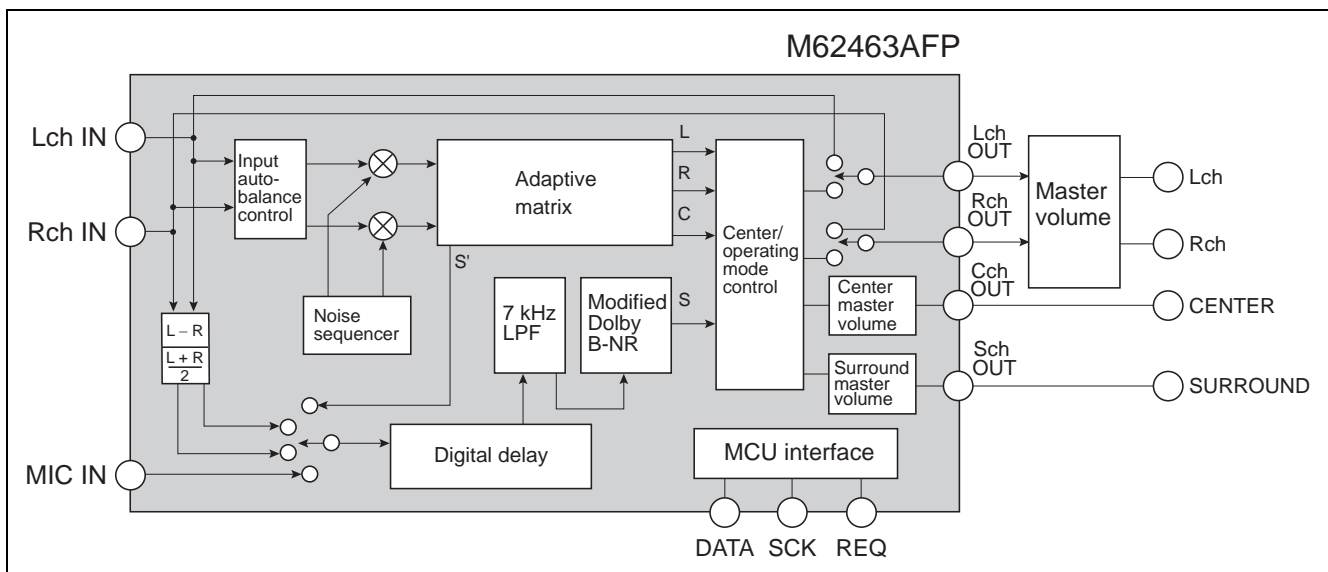 M62463AFP
Lch IN
Rch IN
MIC IN
Input
auto-
balance
control
Noise
sequencer
Adaptive
matrix
L
R
C
S'
S
L – R
L + R
2
7 kHz
LPF
Modified
Dolby
B-NR
Digital delay
Center/
operating
mode
control
Center
master
volume
Surround
master
volume
MCU interface
DATA
SCK
REQ
Lch
OUT
Rch
OUT
Cch
OUT
Sch
OUT
Master
volume
Lch
Rch
CENTER
SURROUND